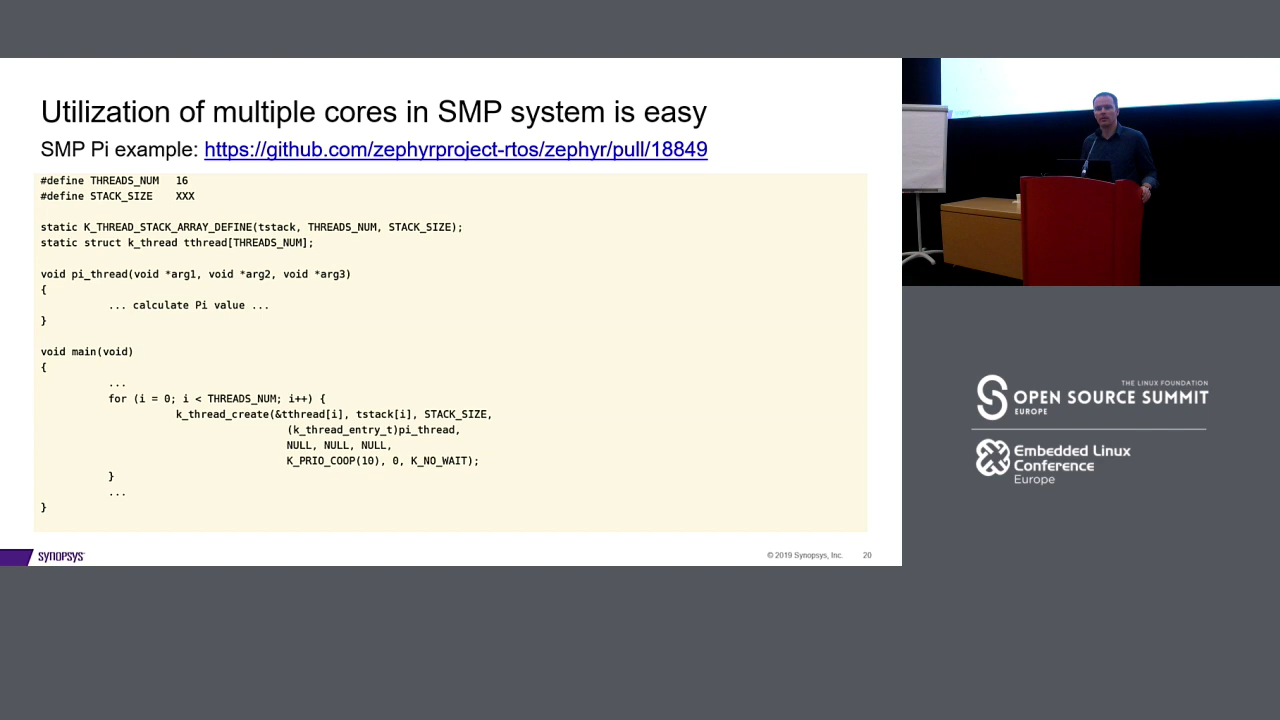 Utilization of multiple cores in SMP system is easy
SMP Pi example: https://github.com/zephyrproject-rtos/zephyr/pull/18849
#define THREADS_NUM 16
#define STACK_SIZE XXX
static K_THREAD_STACK_ARRAY_DEFINE(tstack, THREADS_NUM, STACK_SIZE);
static struct k_thread tthread[THREADS_NUM];
void pi_thread(void *arg1, void *arg2, void *arg3)
{
... calculate Pi value ...
}
void main(void)
{
...
for (i = 0; i < THREADS_NUM; i++) {
k_thread_create(&tthread[i], tstack[i], STACK_SIZE,
(k_thread_entry_t)pi_thread,
NULL, NULL, NULL,
K_PRIO_COOP(10), 0, K_NO_WAIT);
}
...
}
SYNOPSYS
© 2019 Synopsys, Inc. 20
THE LINUX FOUNDATION
OPEN SOURCE SUMMIT
EUROPE
Embedded Linux
Conference
Europe